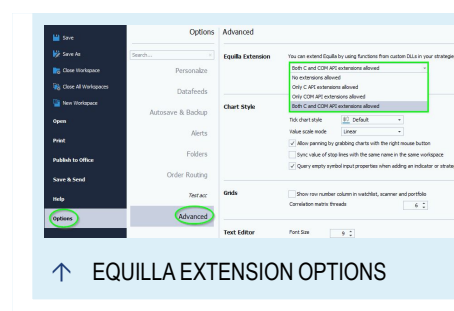 Save
Save As
Close Workspace
Close All Workspaces
New Workspace
Open
Print
Publish to Office
Save & Send
Help
Options
Options
Search...
Personalize
Datafeeds
Autosave & Backup
Alerts
Folders
Order Routing
Test acc
Advanced
Advanced
Equilla Extension
You can extend Equilla by using functions from custom DLLs in your strategie
Both C and COM API extensions allowed
No extensions allowed
Only C API extensions allowed
Only COM API extensions allowed
Both C and COM API extensions allowed
Chart Style
Tick chart style Default
Value scale mode Linear
Allow panning by grabbing charts with the right mouse button
Sync value of stop lines with the same name in the same workspace
Query empty symbol input properties when adding an indicator or strate
Grids
Show row number column in watchlist, scanner and portfolio
Correlation matrix threads 6
Text Editor
Font Size 9
↑ EQUILLA EXTENSION OPTIONS